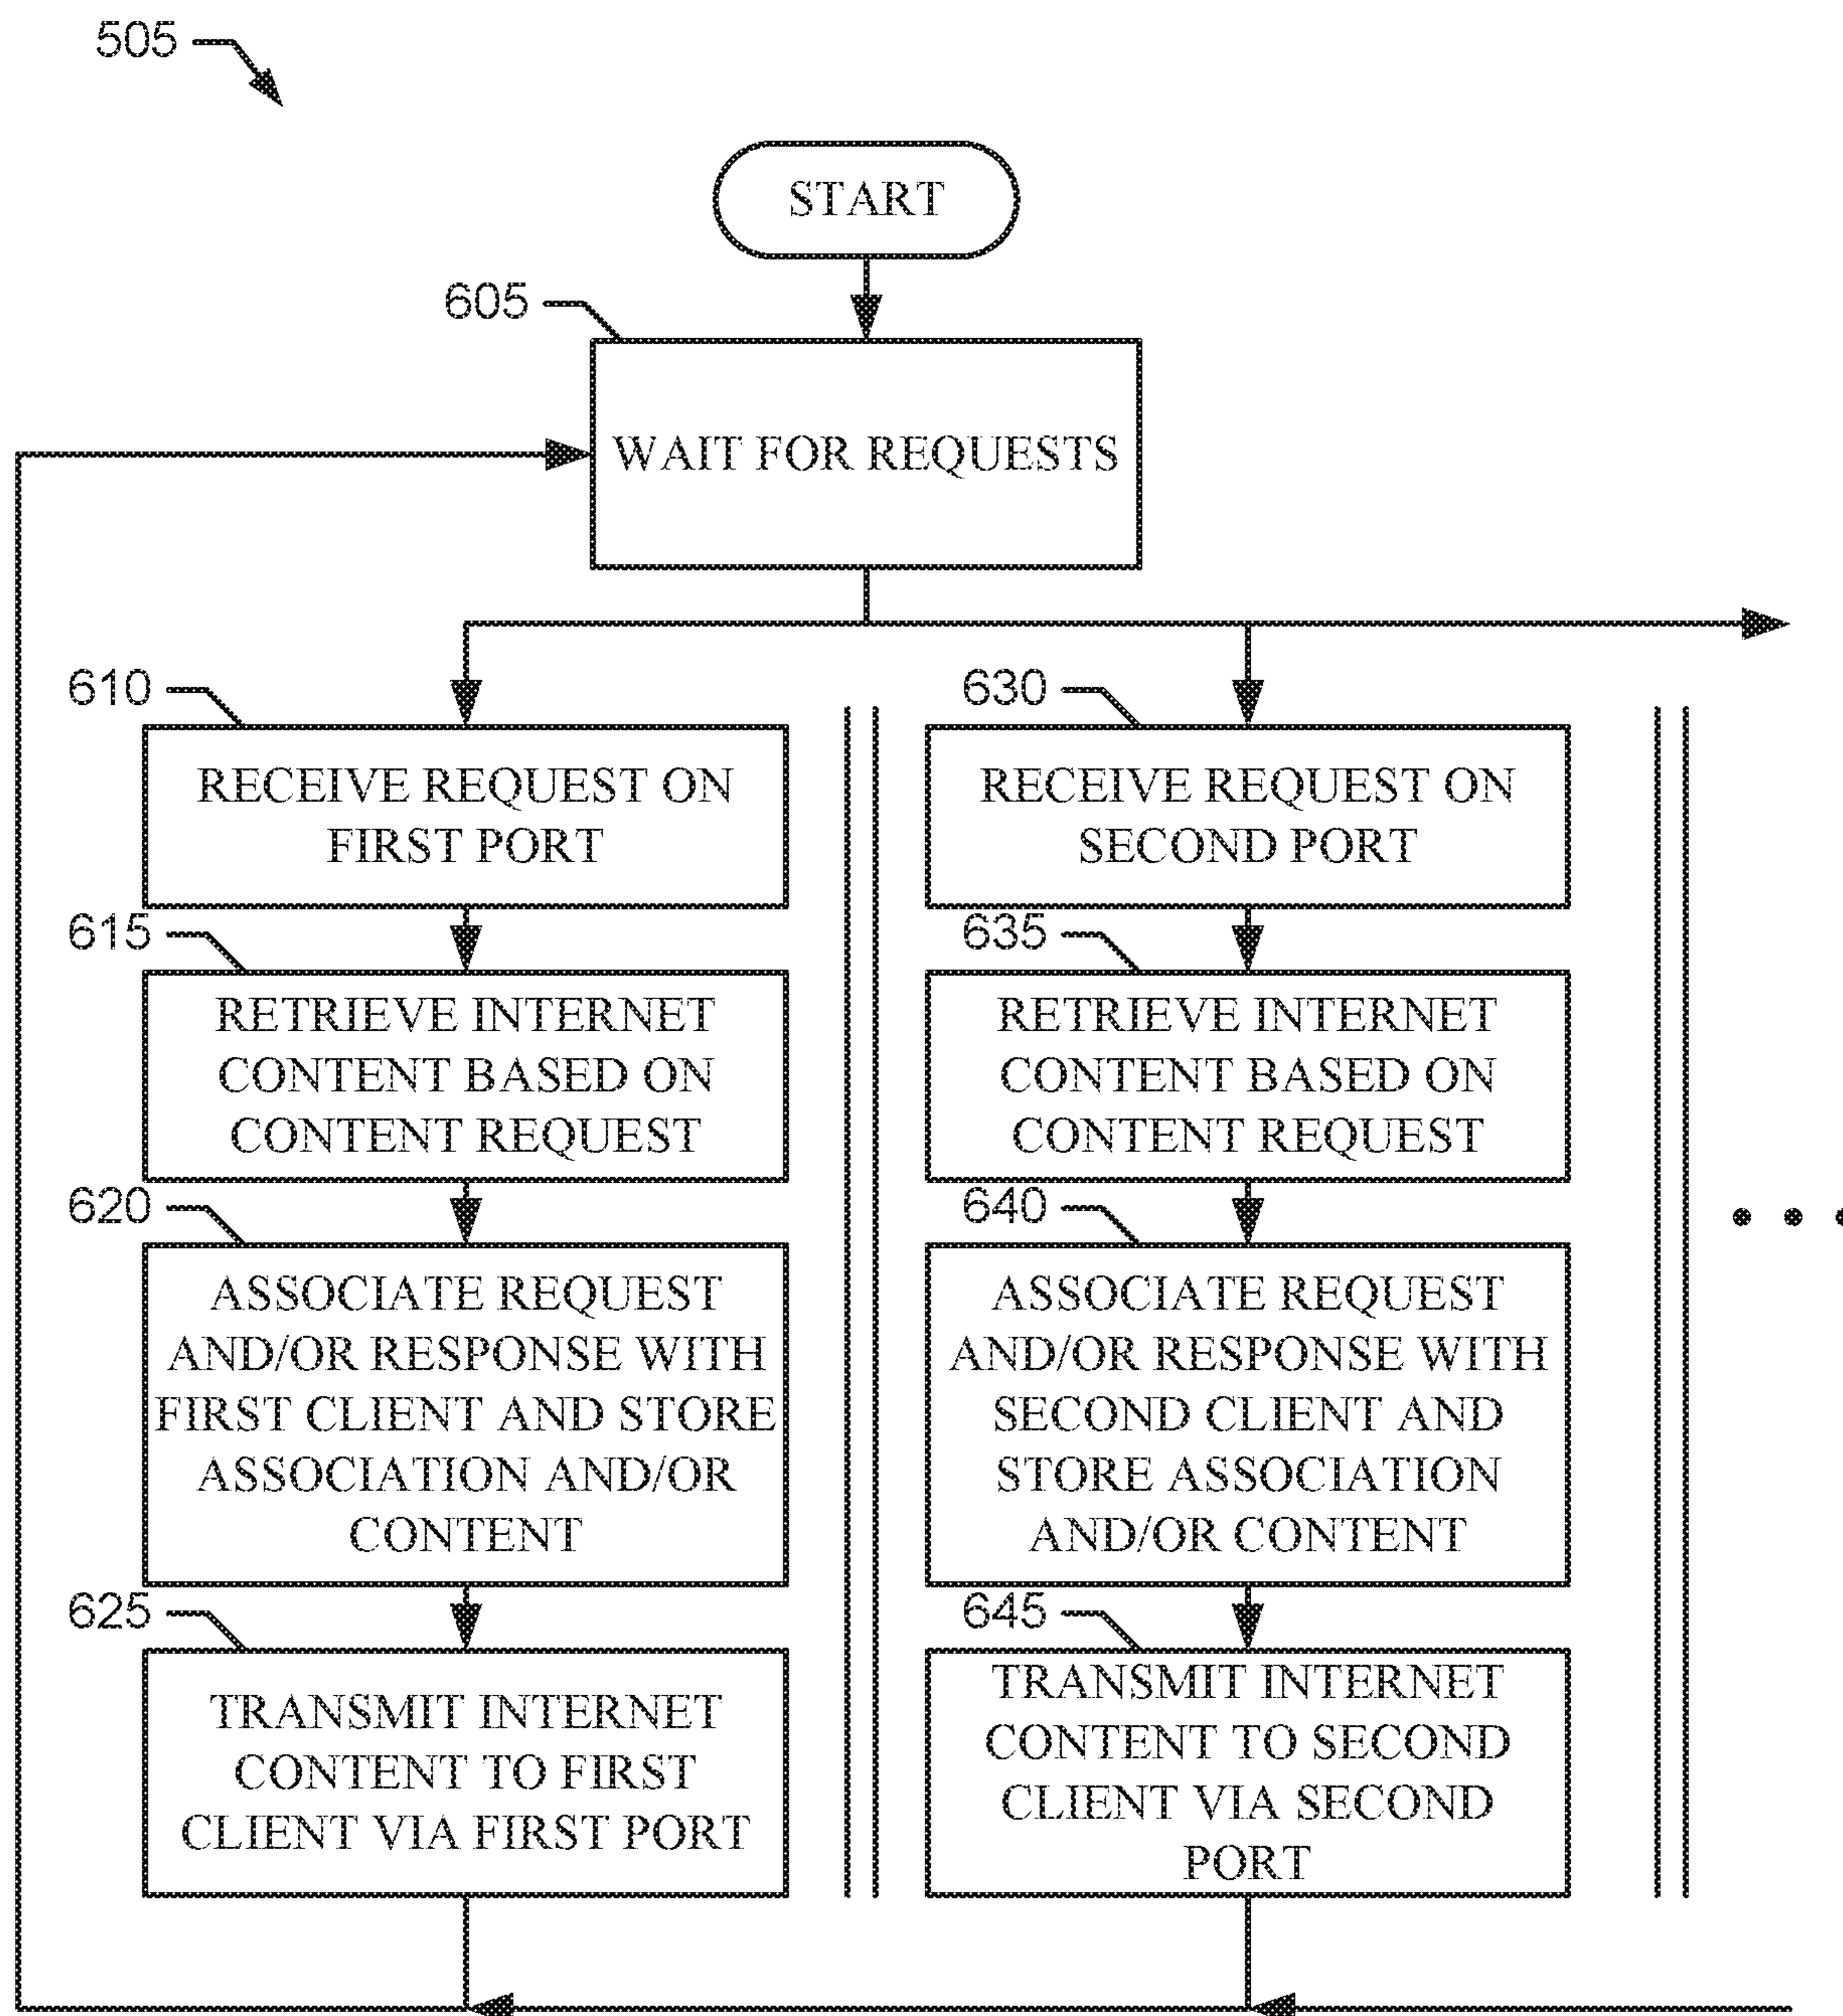 505
START
605
WAIT FOR REQUESTS
610
RECEIVE REQUEST ON
FIRST PORT
615
RETRIEVE INTERNET
CONTENT BASED ON
CONTENT REQUEST
620
ASSOCIATE REQUEST
AND/OR RESPONSE WITH
FIRST CLIENT AND STORE
ASSOCIATION AND/OR
CONTENT
625
TRANSMIT INTERNET
CONTENT TO FIRST
CLIENT VIA FIRST PORT
630
RECEIVE REQUEST ON
SECOND PORT
635
RETRIEVE INTERNET
CONTENT BASED ON
CONTENT REQUEST
640
ASSOCIATE REQUEST
AND/OR RESPONSE WITH
SECOND CLIENT AND
STORE ASSOCIATION
AND/OR CONTENT
645
TRANSMIT INTERNET
CONTENT TO SECOND
CLIENT VIA SECOND
PORT